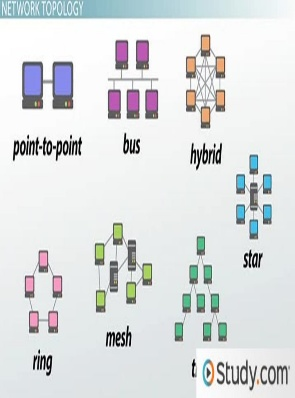 NETWORK TOPOLOGY
point-to-point
bus
hybrid
star
ring
mesh
Study.com